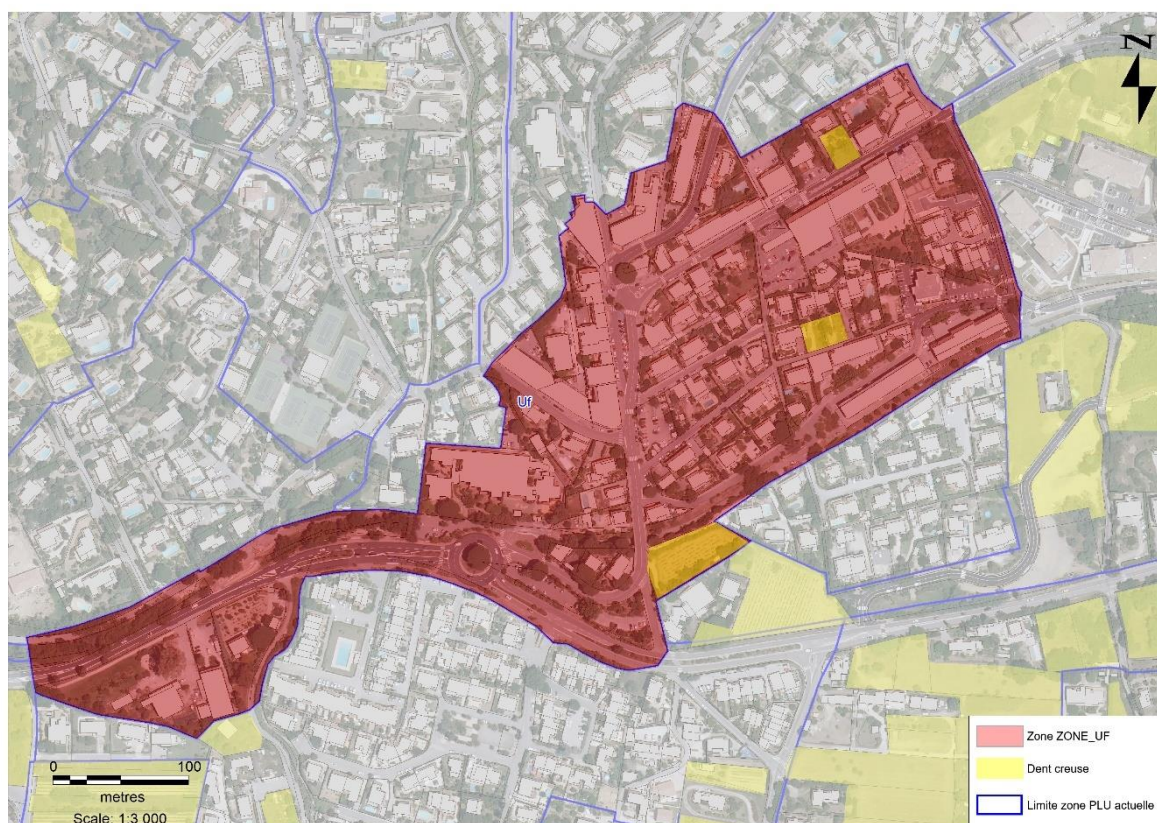 N
Uf
Zone ZONE_UF
Dent creuse
Limite zone PLU actuelle
0 100
metres
Scale: 1:3 000